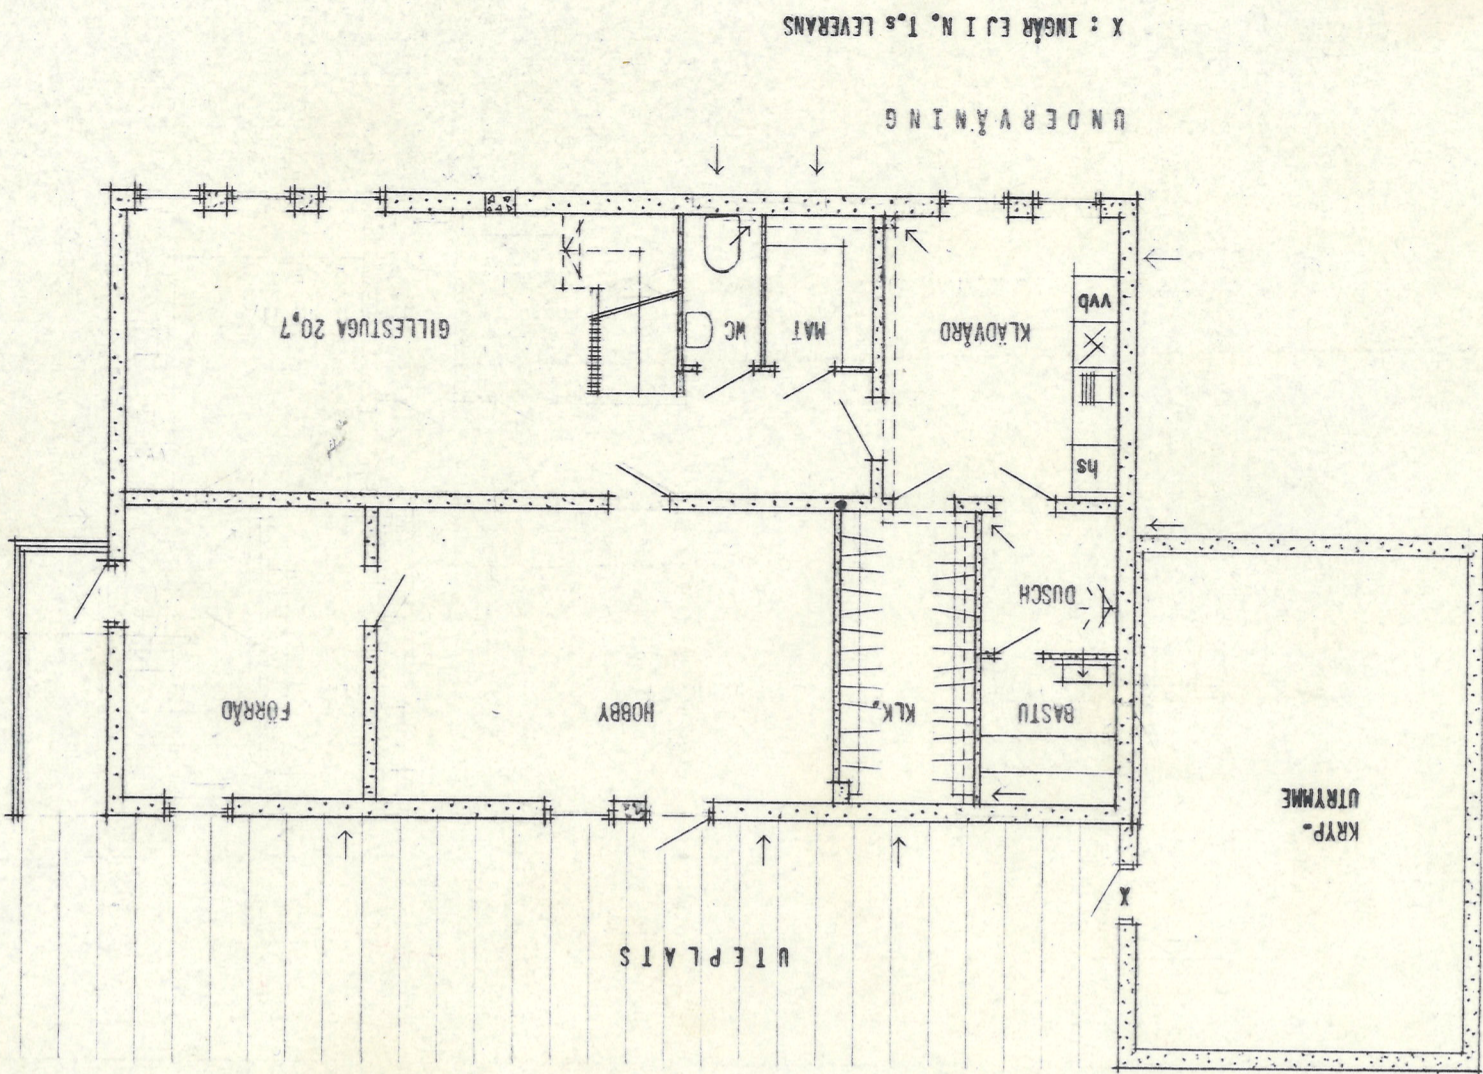 UTEPLATS
X
KRYP-
UTRYMME
BASTU
KLK.
HOBBY
FÖRRÅD
DUSCH
hs
KLÄDVÅRD
MAT
WC
GILLESTUGA 20,7
vvb
UNDERVÅNING
X : INGÅR EJ I N. T.s LEVERANS